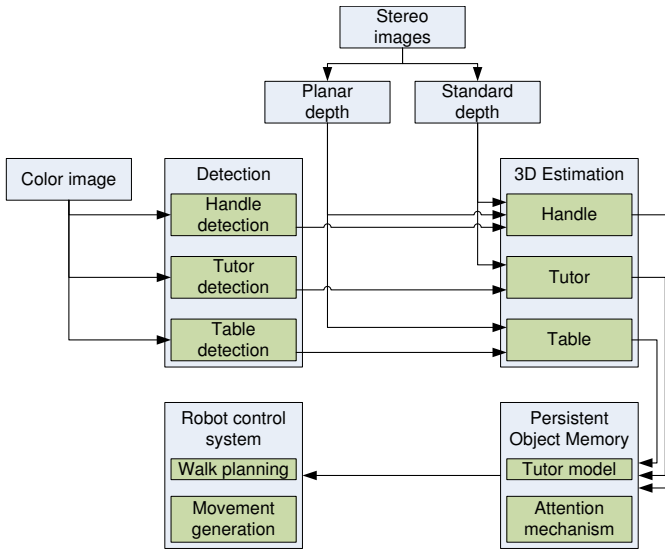 Stereo
images
Planar
depth
Standard
depth
Color image
Detection
Handle
detection
Tutor
detection
Table
detection
3D Estimation
Handle
Tutor
Table
Robot control
system
Walk planning
Movement
generation
Persistent
Object Memory
Tutor model
Attention
mechanism